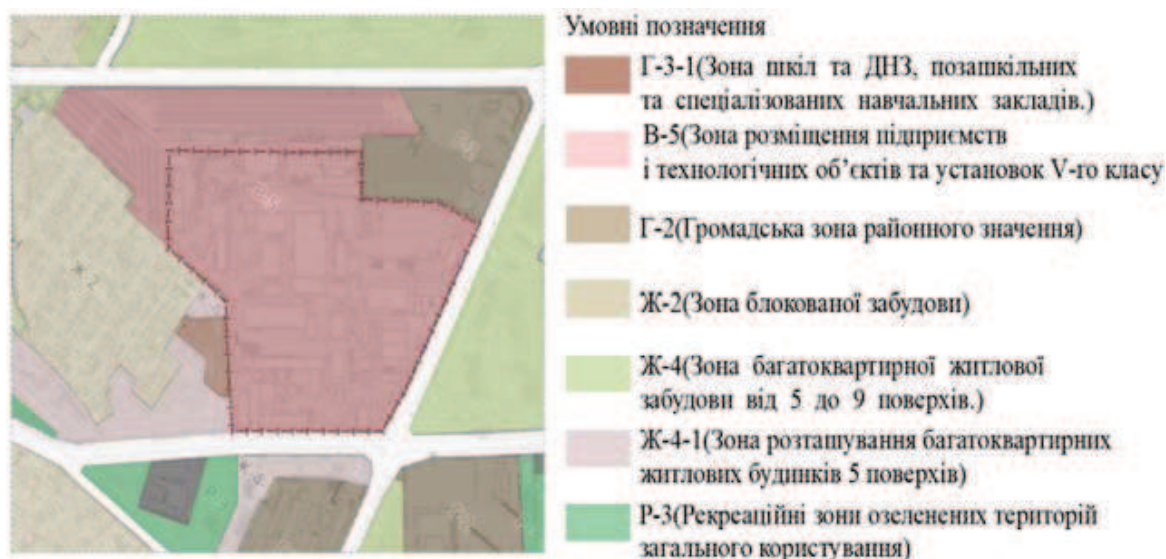 Умовні позначення
Г-3-1(Зона шкіл та ДНЗ, позашкільних
та спеціалізованих навчальних закладів.)
В-5(Зона розміщення підприємств
і технологічних об’єктів та установок V-го класу
Г-2(Громадська зона районного значення)
Ж-2(Зона блокованої забудови)
Ж-4(Зона багатоквартирної житлової
забудови від 5 до 9 поверхів.)
Ж-4-1(Зона розташування багатоквартирних
житлових будинків 5 поверхів)
Р-3(Рекреаційні зони озеленених територій
загального користування)
Ж-2